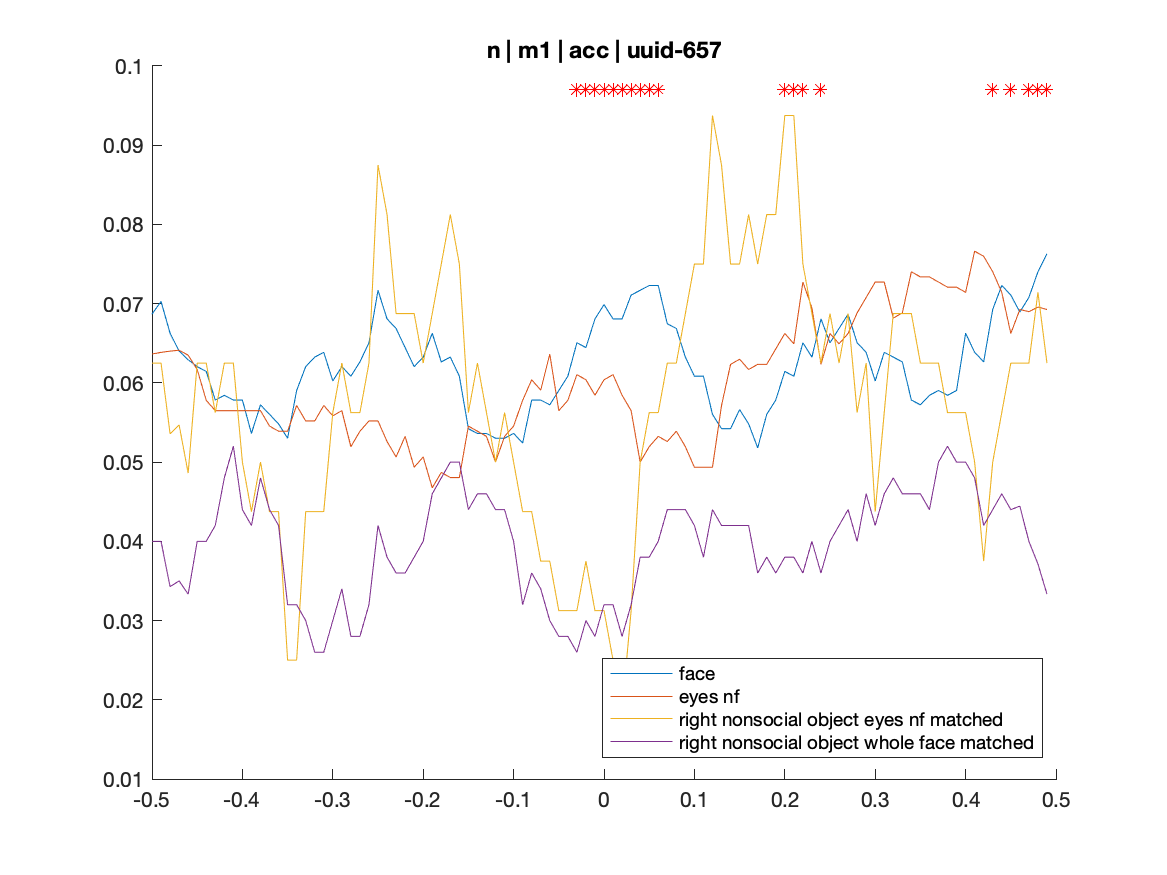 n | m1 | acc | uuid-657
0.1
0.09
0.08
0.07
0.06
0.05
0.04
0.03
0.02
0.01
-0.5 -0.4 -0.3 -0.2 -0.1 0 0.1 0.2 0.3 0.4 0.5
face
eyes nf
right nonsocial object eyes nf matched
right nonsocial object whole face matched